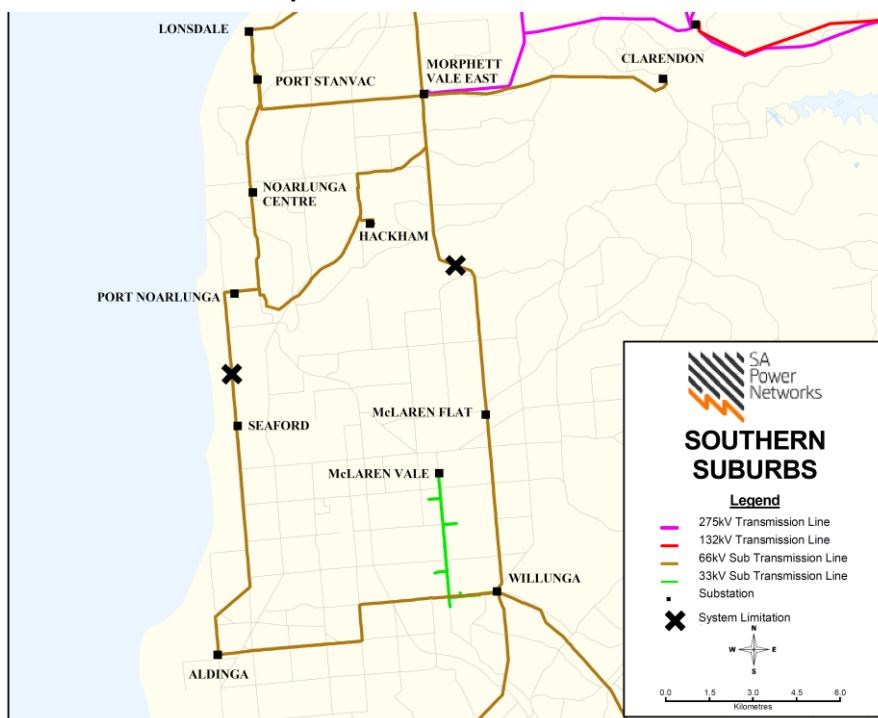 LONSDALE
PORT STANVAC
MORPHETT
VALE EAST
CLARENDON
NOARLUNGA
CENTRE
HACKHAM
PORT NOARLUNGA
SEAFORD
McLAREN FLAT
McLAREN VALE
WILLUNGA
ALDINGA
SA
Power
Networks
SOUTHERN
SUBURBS
Legend
275kV Transmission Line
132kV Transmission Line
66kV Sub Transmission Line
33kV Sub Transmission Line
Substation
System Limitation
N
W E
S
0.0 1.5 3.0 4.5 6.0
Kilometres